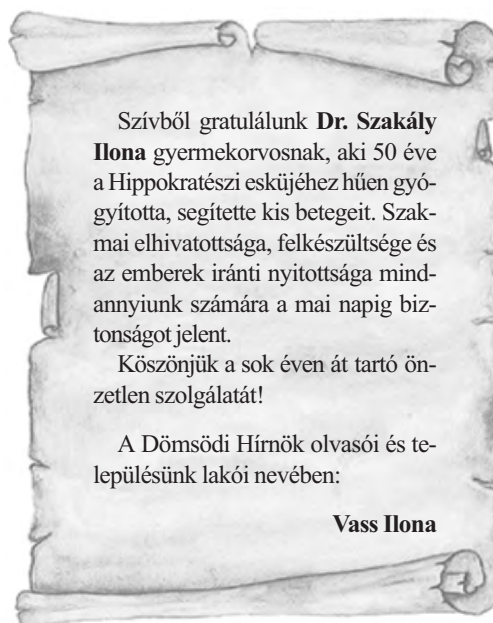 Szívből gratulálunk Dr. Szakály
Ilona gyermekorvosnak, aki 50 éve
a Hippokratészi esküjéhez hűen gyó-
gyította, segítette kis betegeit. Szak-
mai elhivatottsága, felkészültsége és
az emberek iránti nyitottsága mind-
annyiunk számára a mai napig biz-
tonságot jelent.
Köszönjük a sok éven át tartó ön-
zetlen szolgálatát!
A Dömsödi Hírnök olvasói és te-
lepülésünk lakói nevében:
Vass Ilona